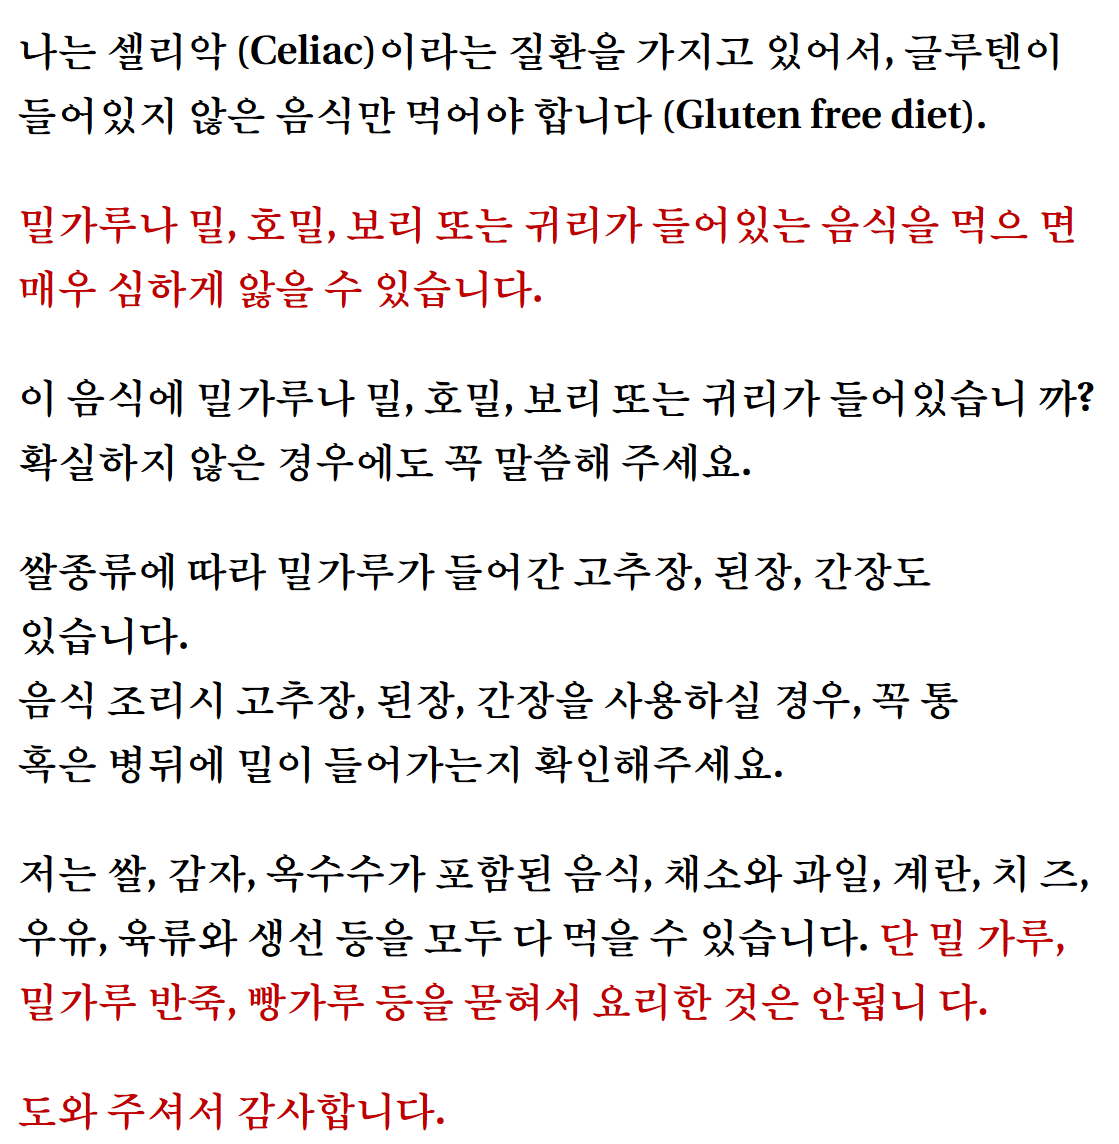 나는 셀리악 (Celiac)이라는 질환을 가지고 있어서, 글루텐이
들어있지 않은 음식만 먹어야 합니다 (Gluten free diet).
밀가루나 밀, 호밀, 보리 또는 귀리가 들어있는 음식을 먹으 면
매우 심하게 앓을 수 있습니다.
이 음식에 밀가루나 밀, 호밀, 보리 또는 귀리가 들어있습니 까?
확실하지 않은 경우에도 꼭 말씀해 주세요.
쌀종류에 따라 밀가루가 들어간 고추장, 된장, 간장도
있습니다.
음식 조리시 고추장, 된장, 간장을 사용하실 경우, 꼭 통
혹은 병뒤에 밀이 들어가는지 확인해주세요.
저는 쌀, 감자, 옥수수가 포함된 음식, 채소와 과일, 계란, 치 즈,
우유, 육류와 생선 등을 모두 다 먹을 수 있습니다. 단 밀 가루,
밀가루 반죽, 빵가루 등을 묻혀서 요리한 것은 안됩니 다.
도와 주셔서 감사합니다.